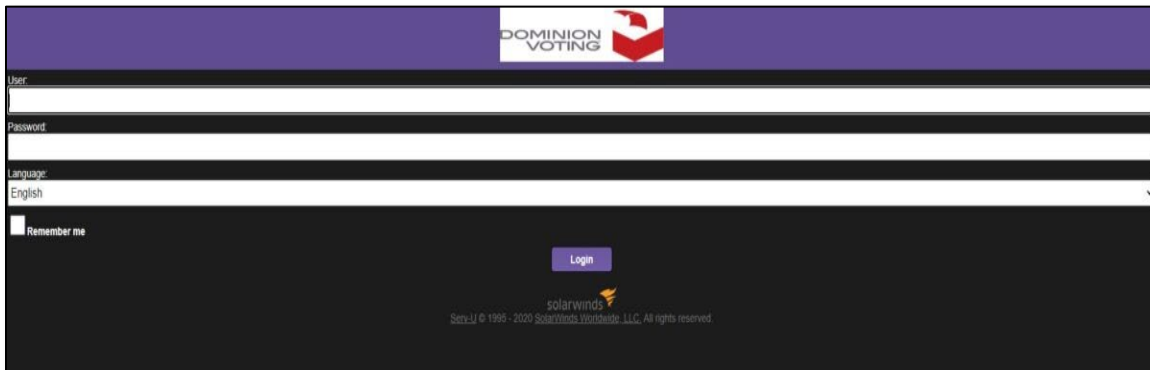 DOMINION
VOTING
User:
Password:
Language:
English
Remember me
Login
solarwinds
Serv-U © 1995 - 2020 SolarWinds Worldwide, LLC. All rights reserved.